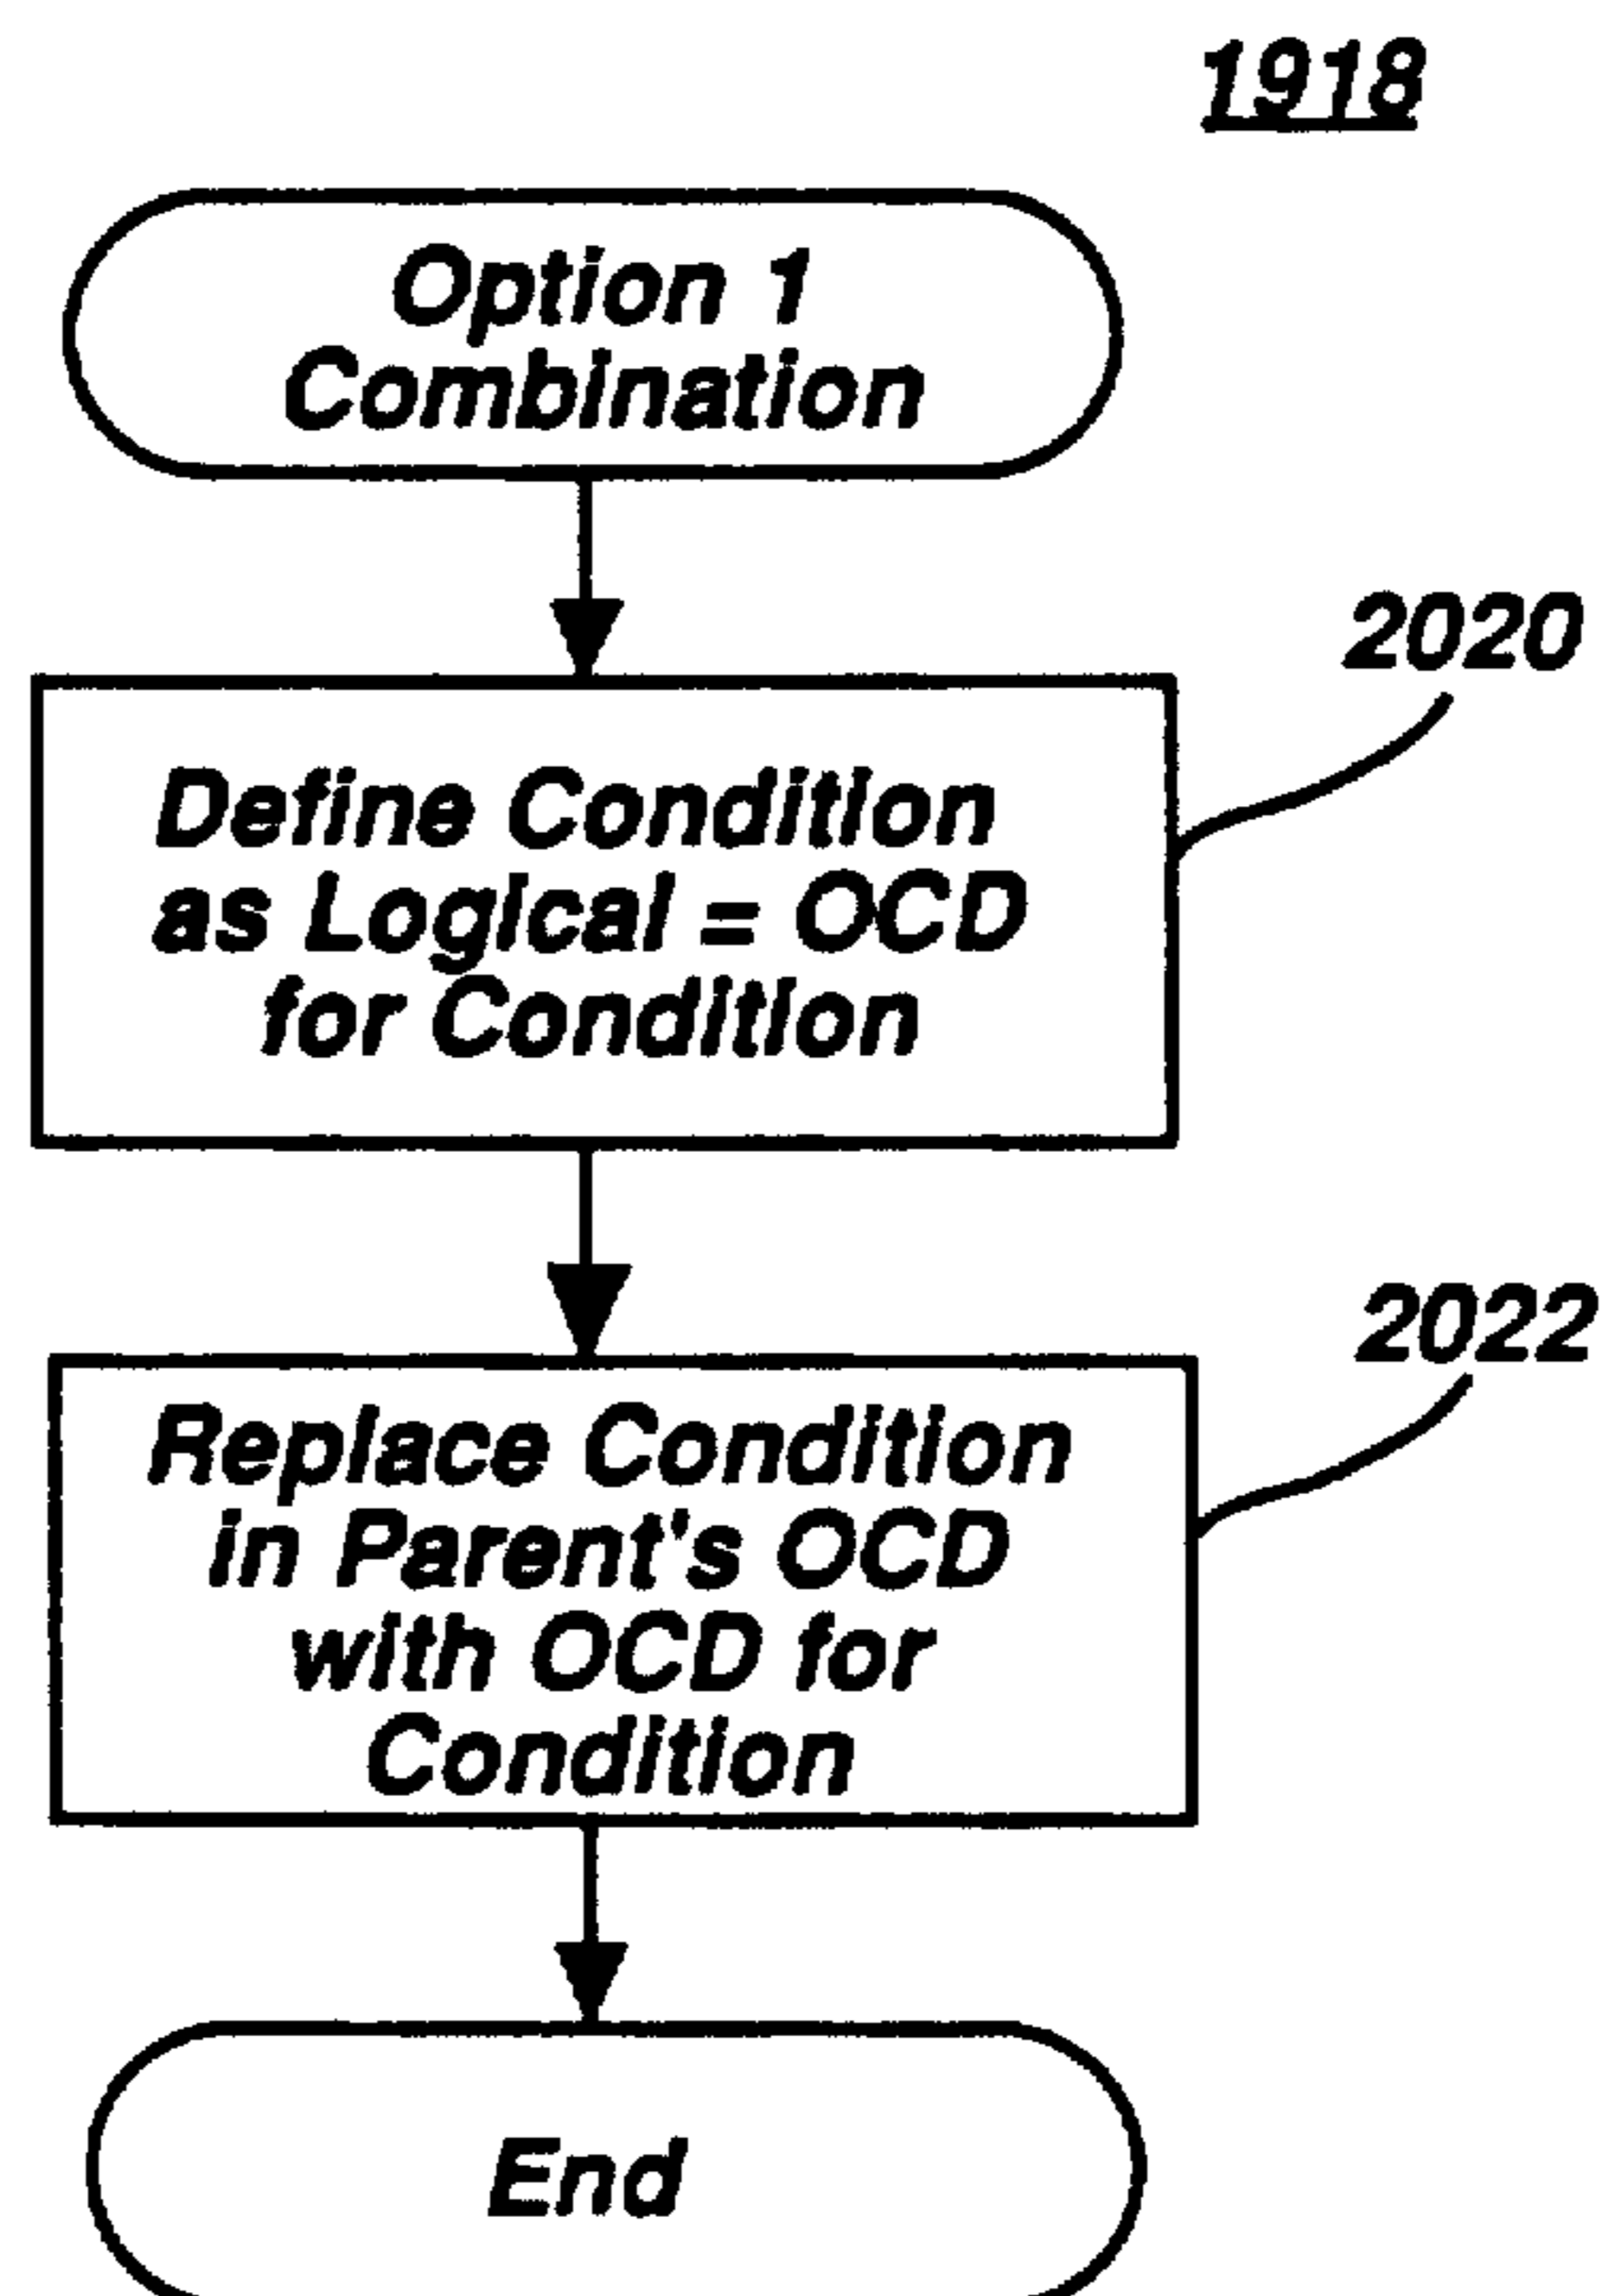 1918
Option 1
Combination
2020
Define Condition
as Logical = OCD
for Condition
2022
Replace Condition
in Parent's OCD
with OCD for
Condition
End